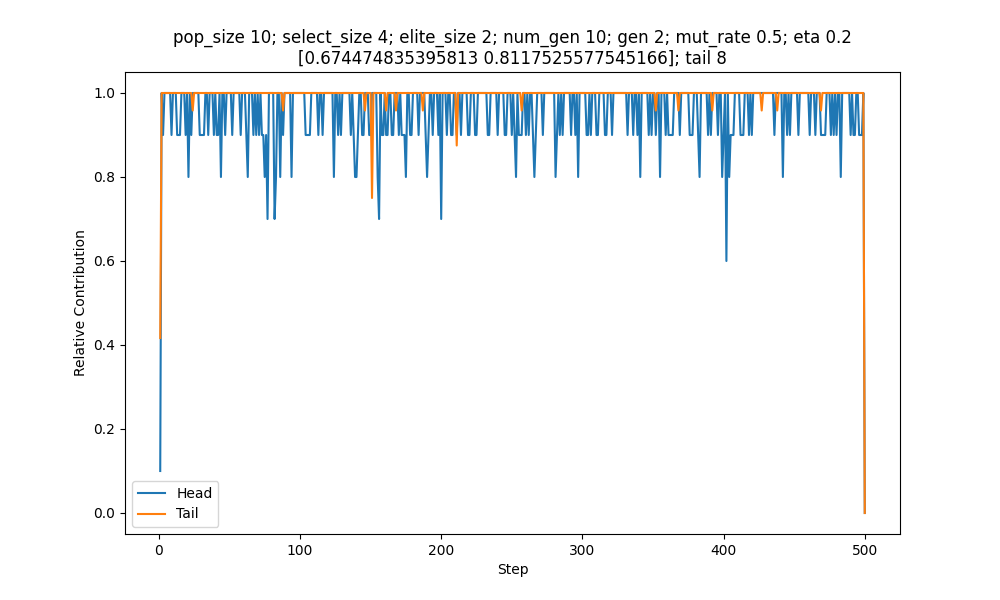 pop_size 10; select_size 4; elite_size 2; num_gen 10; gen 2; mut_rate 0.5; eta 0.2
[0.674474835395813 0.8117525577545166]; tail 8
1.0
0.8
0.6
0.4
0.2
0.0
Relative Contribution
Head
Tail
0
100
200
300
400
500
Step